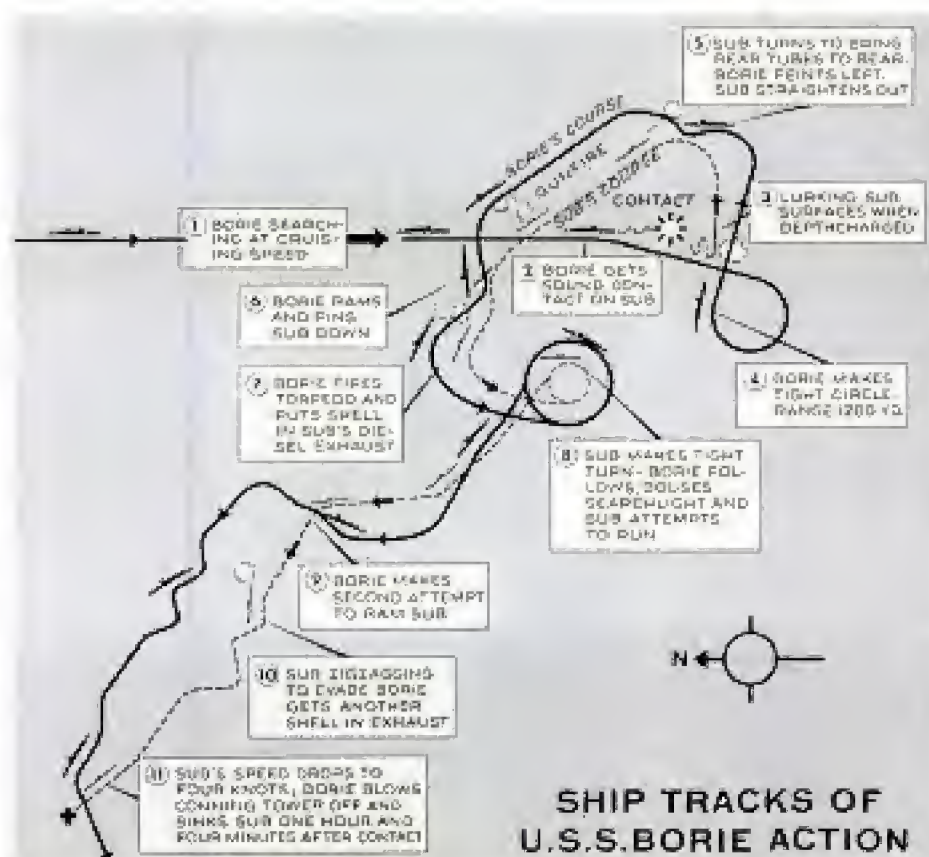 ① BORIE SEARCH-
ING AT CRUIS-
ING SPEED
2 BORIE GETS
SOUND CON-
TACT ON SUB
3 LURKING SUB
SURFACES WHEN
DEPTHCHARGED
④ BORIE MAKES
TIGHT CIRCLE-
RANGE 1200 YD.
⑤ SUB TURNS TO BRING
REAR TUBES TO BEAR.
BORIE FEINTS LEFT.
SUB STRAIGHTENS OUT
BORIE'S COURSE
GUNFIRE
SUB'S COURSE
CONTACT
⑥ BORIE RAMS
AND PINS
SUB DOWN
⑦ BORIE FIRES
TORPEDO AND
PUTS SHELL
IN SUB'S DIE-
SEL EXHAUST
⑧ SUB MAKES TIGHT
TURN- BORIE FOL-
LOWS, DOUSES
SEARCHLIGHT AND
SUB ATTEMPTS
TO RUN
⑨ BORIE MAKES
SECOND ATTEMPT
TO RAM SUB
⑩ SUB ZIGZAGGING
TO EVADE BORIE
GETS ANOTHER
SHELL IN EXHAUST
⑪ SUB'S SPEED DROPS TO
FOUR KNOTS; BORIE BLOWS
CONNING TOWER OFF AND
SINKS SUB ONE HOUR AND
FOUR MINUTES AFTER CONTACT
N
SHIP TRACKS OF
U.S.S. BORIE ACTION